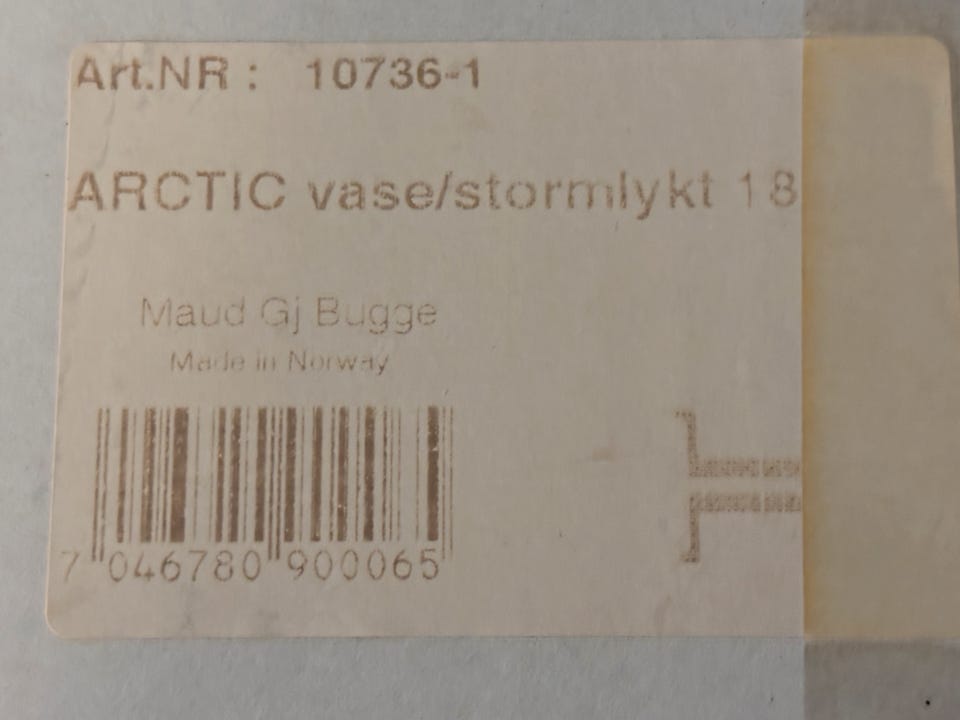 Art.NR : 10736-1
ARCTIC vase/stormlykt 18
Maud Gj Bugge
Made in Norway
7 046780 900065